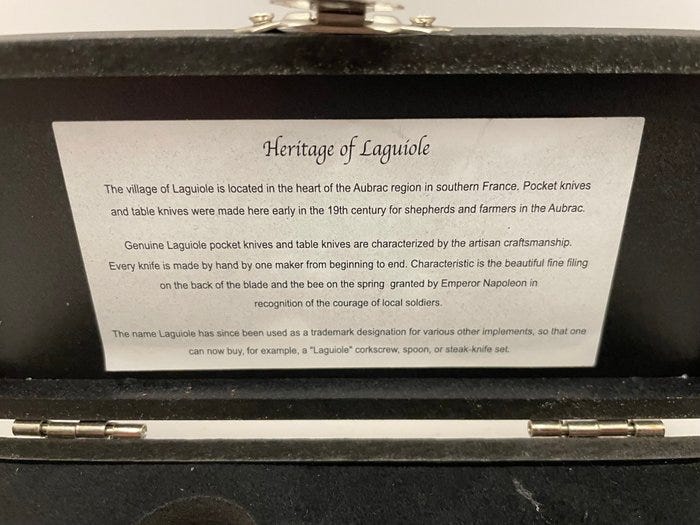 Heritage of Laguiole
The village of Laguiole is located in the heart of the Aubrac region in southern France. Pocket knives
and table knives were made here early in the 19th century for shepherds and farmers in the Aubrac.
Genuine Laguiole pocket knives and table knives are characterized by the artisan craftsmanship.
Every knife is made by hand by one maker from beginning to end. Characteristic is the beautiful fine filing
on the back of the blade and the bee on the spring granted by Emperor Napoleon in
recognition of the courage of local soldiers.
The name Laguiole has since been used as a trademark designation for various other implements, so that one
can now buy, for example, a "Laguiole" corkscrew, spoon, or steak-knife set.